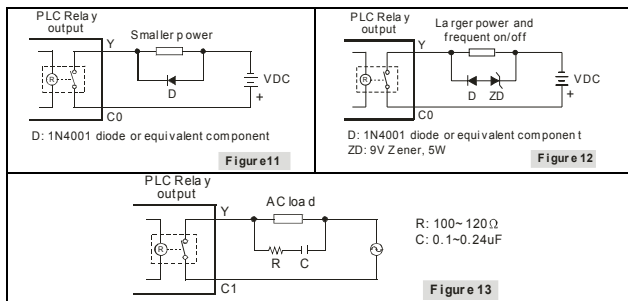 PLC Relay
output
Y
Smaller power
R
D
VDC
+
C0
D: 1N4001 diode or equivalent component
Figure11
PLC Relay
output
Y
Larger power and
frequent on/off
R
D ZD
VDC
+
C0
D: 1N4001 diode or equivalent component
ZD: 9V Zener, 5W
Figure 12
PLC Relay
output
Y
AC load
R
R C
C1
R: 100~120Ω
C: 0.1~0.24uF
Figure 13